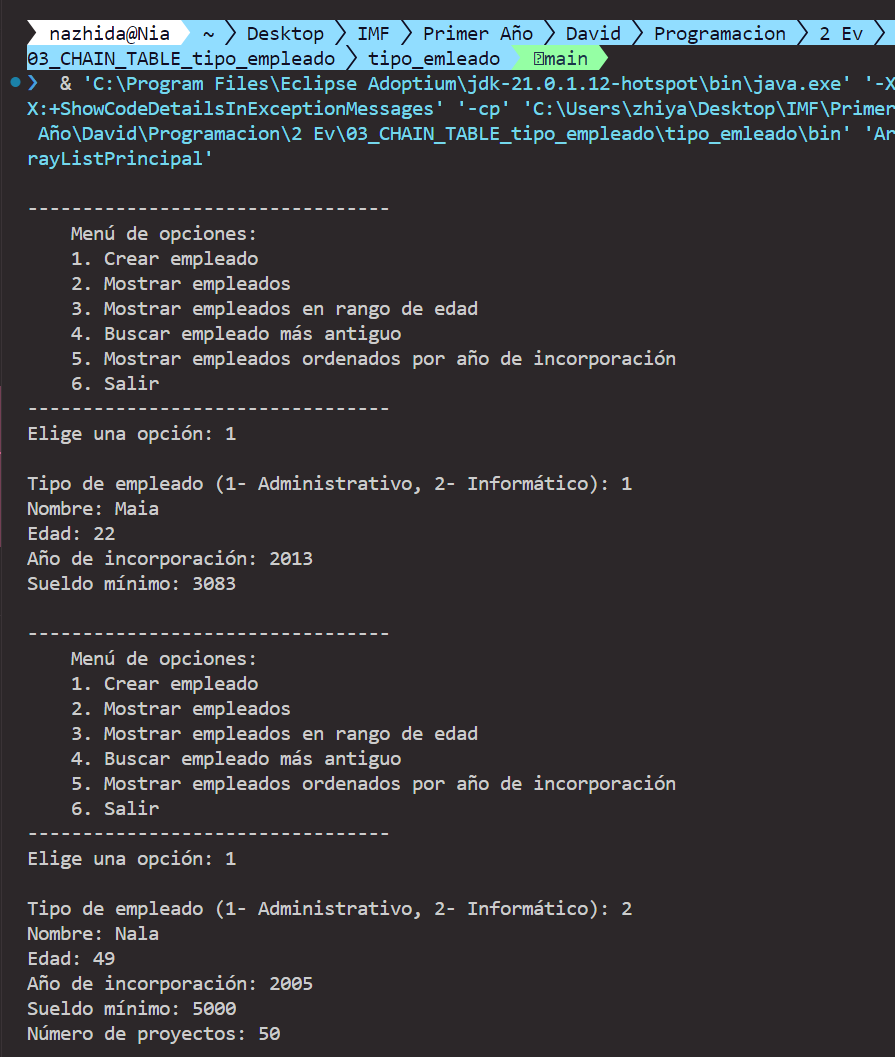 nazhida@Nia ~ Desktop IMF Primer Año David Programacion 2 Ev
03_CHAIN_TABLE_tipo_empleado tipo_emleado main
❯ & 'C:\Program Files\Eclipse Adoptium\jdk-21.0.1.12-hotspot\bin\java.exe' '-X
X:+ShowCodeDetailsInExceptionMessages' '-cp' 'C:\Users\zhiya\Desktop\IMF\Primer
Año\David\Programacion\2 Ev\03_CHAIN_TABLE_tipo_empleado\tipo_emleado\bin' 'Ar
rayListPrincipal'
---------------------------------
Menú de opciones:
1. Crear empleado
2. Mostrar empleados
3. Mostrar empleados en rango de edad
4. Buscar empleado más antiguo
5. Mostrar empleados ordenados por año de incorporación
6. Salir
---------------------------------
Elige una opción: 1
Tipo de empleado (1- Administrativo, 2- Informático): 1
Nombre: Maia
Edad: 22
Año de incorporación: 2013
Sueldo mínimo: 3083
---------------------------------
Menú de opciones:
1. Crear empleado
2. Mostrar empleados
3. Mostrar empleados en rango de edad
4. Buscar empleado más antiguo
5. Mostrar empleados ordenados por año de incorporación
6. Salir
---------------------------------
Elige una opción: 1
Tipo de empleado (1- Administrativo, 2- Informático): 2
Nombre: Nala
Edad: 49
Año de incorporación: 2005
Sueldo mínimo: 5000
Número de proyectos: 50